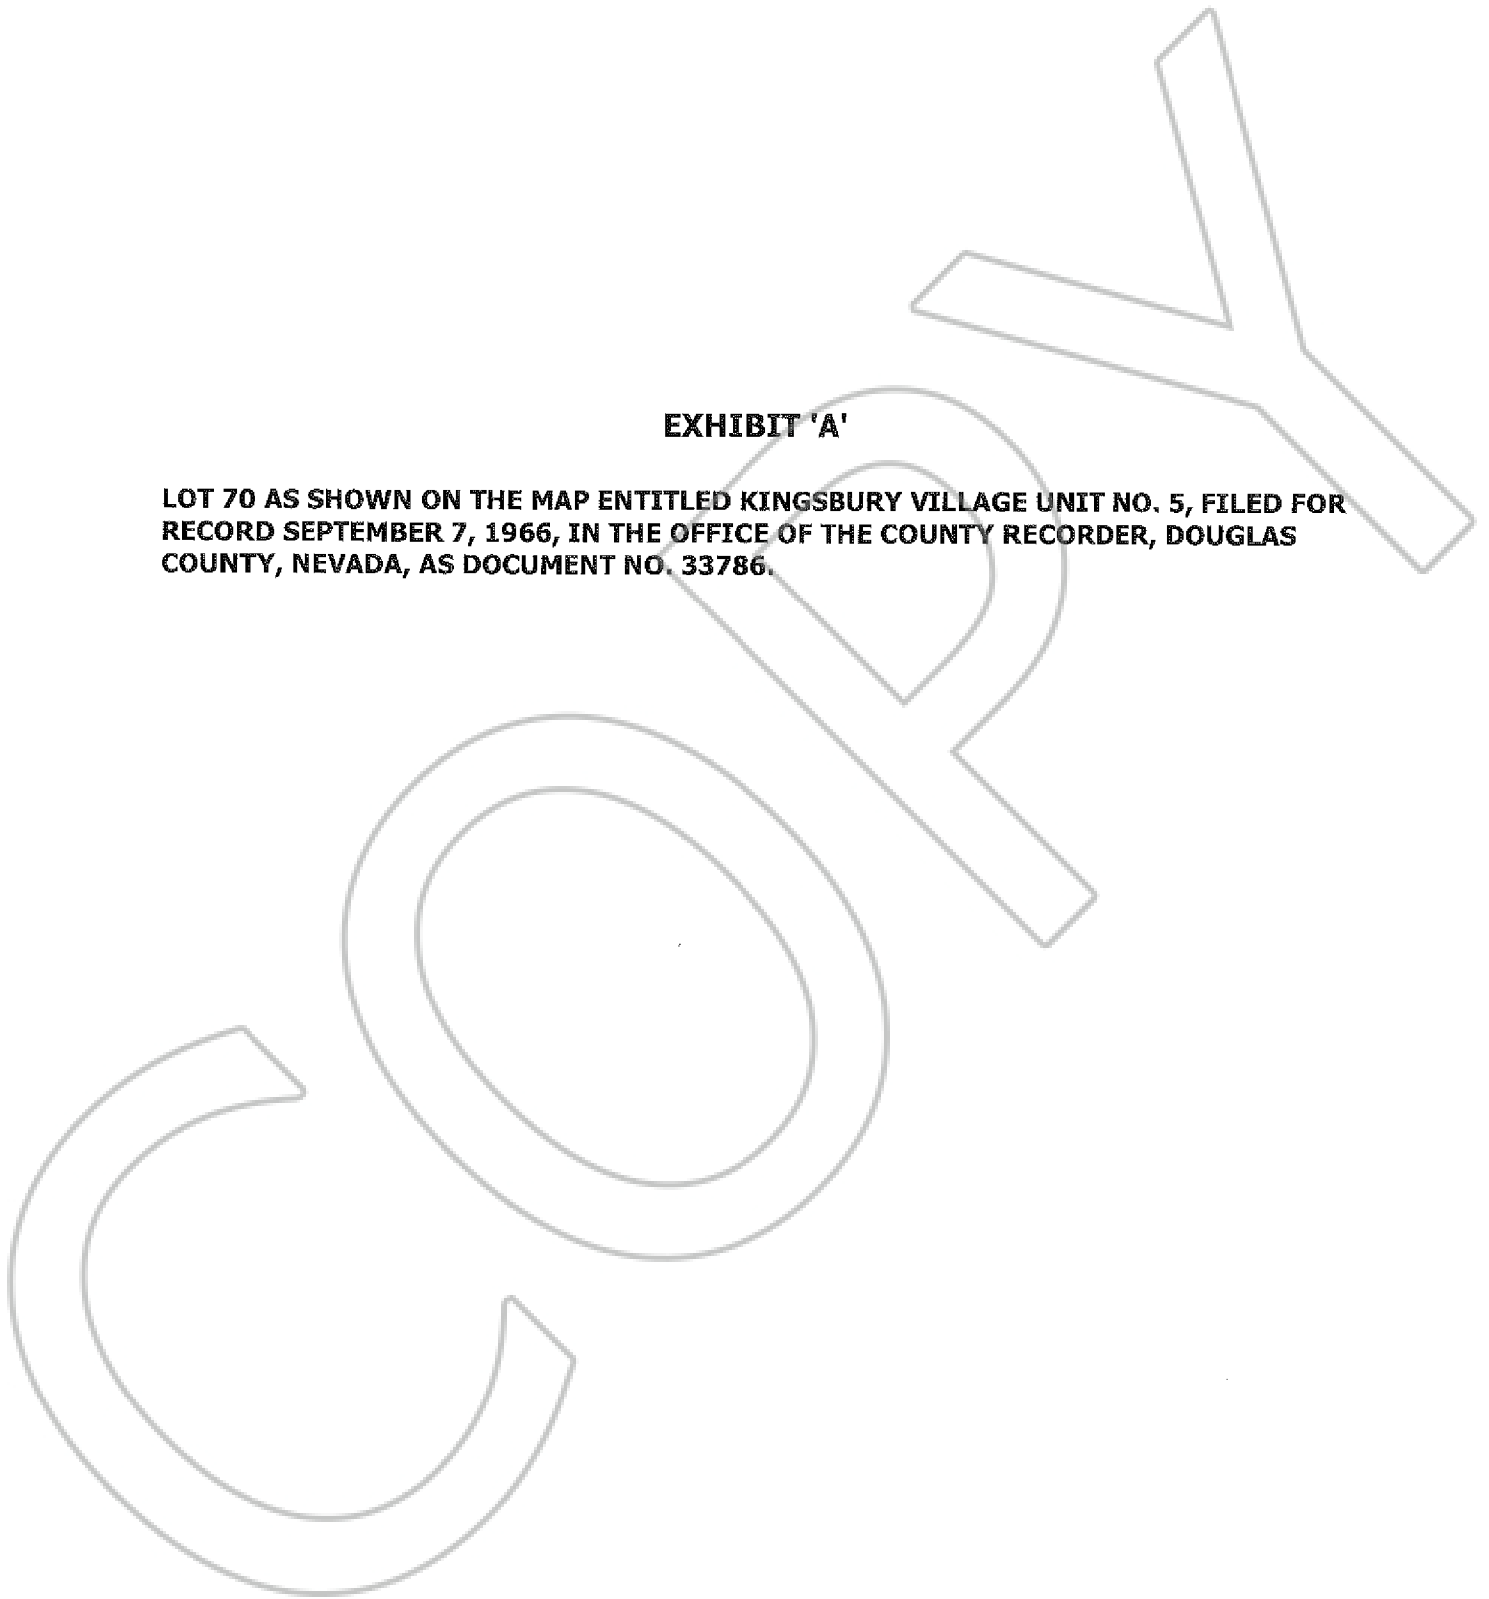 EXHIBIT 'A'
LOT 70 AS SHOWN ON THE MAP ENTITLED KINGSBURY VILLAGE UNIT NO. 5, FILED FOR
RECORD SEPTEMBER 7, 1966, IN THE OFFICE OF THE COUNTY RECORDER, DOUGLAS
COUNTY, NEVADA, AS DOCUMENT NO. 33786.
COPY